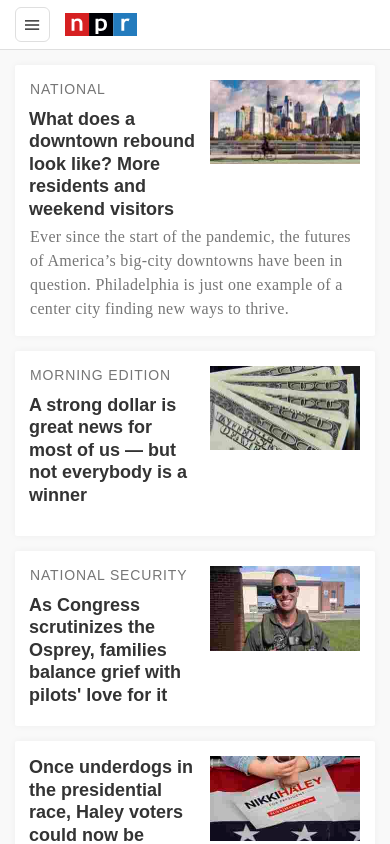 npr
NATIONAL
What does a
downtown rebound
look like? More
residents and
weekend visitors
Ever since the start of the pandemic, the futures
of America’s big-city downtowns have been in
question. Philadelphia is just one example of a
center city finding new ways to thrive.
MORNING EDITION
A strong dollar is
great news for
most of us — but
not everybody is a
winner
NATIONAL SECURITY
As Congress
scrutinizes the
Osprey, families
balance grief with
pilots' love for it
Once underdogs in
the presidential
race, Haley voters
could now be
NIKKIHALEY